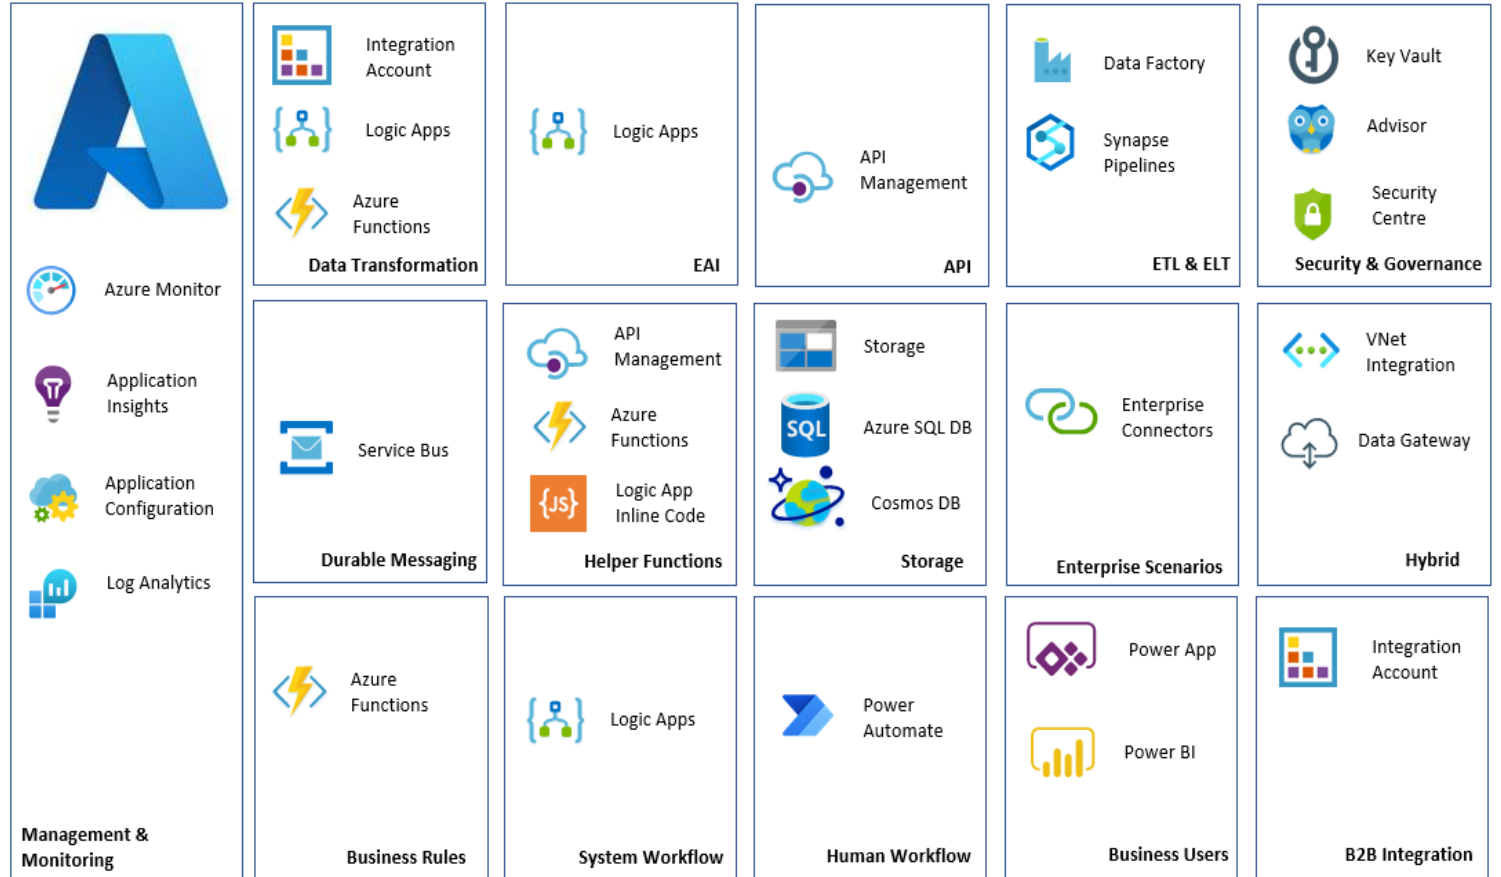 Azure Monitor
Application
Insights
Application
Configuration
Log Analytics
Management &
Monitoring
Integration
Account
Logic Apps
Azure
Functions
Data Transformation
Logic Apps
EAI
API
Management
API
Data Factory
Synapse
Pipelines
ETL & ELT
Key Vault
Advisor
Security
Centre
Security & Governance
Service Bus
Durable Messaging
API
Management
Azure
Functions
{JS}
Logic App
Inline Code
Helper Functions
Storage
SQL
Azure SQL DB
Cosmos DB
Storage
Enterprise
Connectors
Enterprise Scenarios
VNet
Integration
Data Gateway
Hybrid
Azure
Functions
Business Rules
Logic Apps
System Workflow
Power
Automate
Human Workflow
Power App
Power BI
Business Users
Integration
Account
B2B Integration